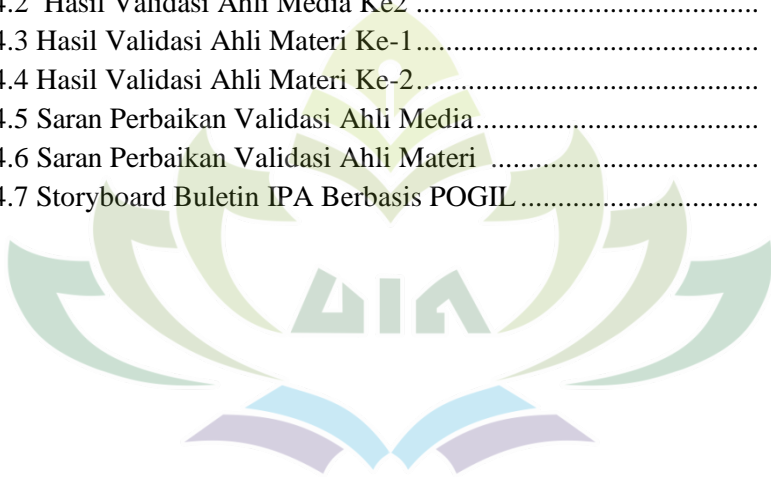 4.2  Hasil Validasi Ahli Media Ke2 ................................................
4.3 Hasil Validasi Ahli Materi Ke-1................................................
4.4 Hasil Validasi Ahli Materi Ke-2................................................
4.5 Saran Perbaikan Validasi Ahli Media........................................
4.6 Saran Perbaikan Validasi Ahli Materi  ......................................
4.7 Storyboard Buletin IPA Berbasis POGIL ..................................
UIN